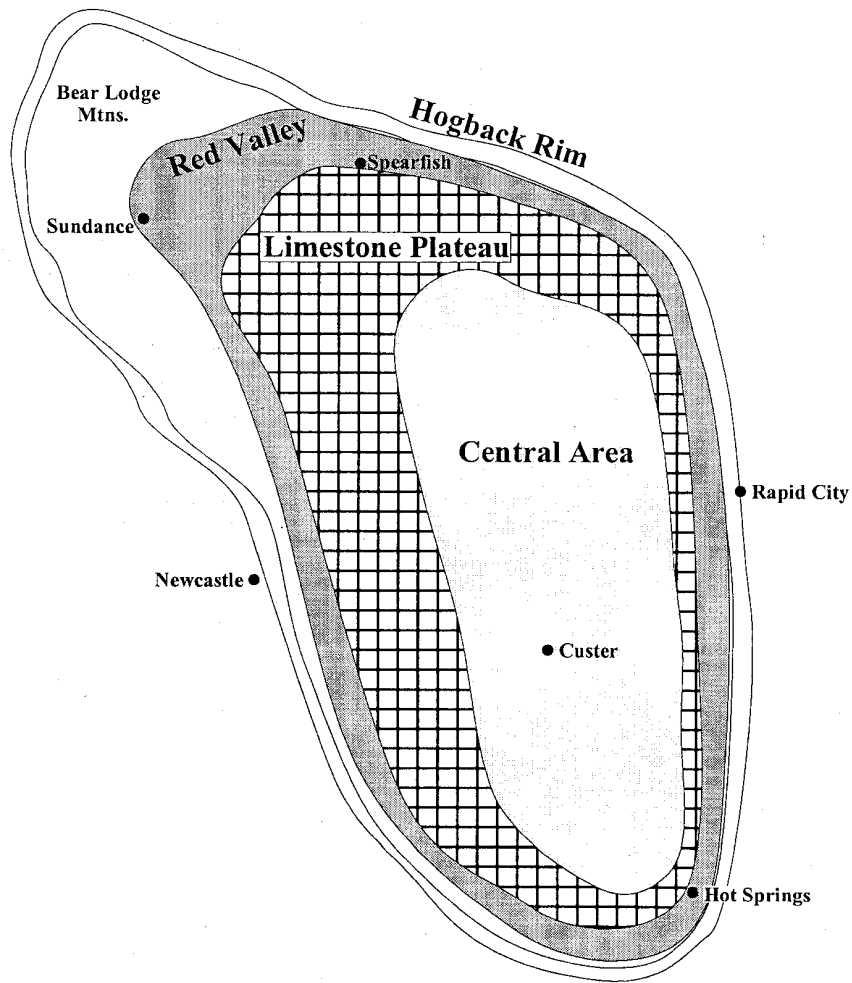 Bear Lodge
Mtns.
Hogback Rim
Red Valley
Spearfish
Sundance
Limestone Plateau
Central Area
Rapid City
Newcastle
Custer
Hot Springs